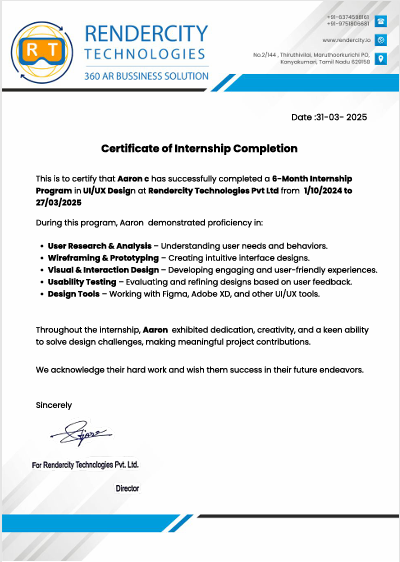 RT
RENDERCITY
TECHNOLOGIES
360 AR BUSSINESS SOLUTION
+91-6374598161
+91-9751805681
www.rendercity.io
No.2/144 , Thiruthivilai, Maruthoorkurichi PO,
Kanyakumari, Tamil Nadu 629158
Date :31-03- 2025
Certificate of Internship Completion
This is to certify that Aaron c has successfully completed a 6-Month Internship
Program in UI/UX Design at Rendercity Technologies Pvt Ltd from 1/10/2024 to
27/03/2025
During this program, Aaron demonstrated proficiency in:
• User Research & Analysis – Understanding user needs and behaviors.
• Wireframing & Prototyping – Creating intuitive interface designs.
• Visual & Interaction Design – Developing engaging and user-friendly experiences.
• Usability Testing – Evaluating and refining designs based on user feedback.
• Design Tools – Working with Figma, Adobe XD, and other UI/UX tools.
Throughout the internship, Aaron exhibited dedication, creativity, and a keen ability
to solve design challenges, making meaningful project contributions.
We acknowledge their hard work and wish them success in their future endeavors.
Sincerely
For Rendercity Technologies Pvt. Ltd.
Director